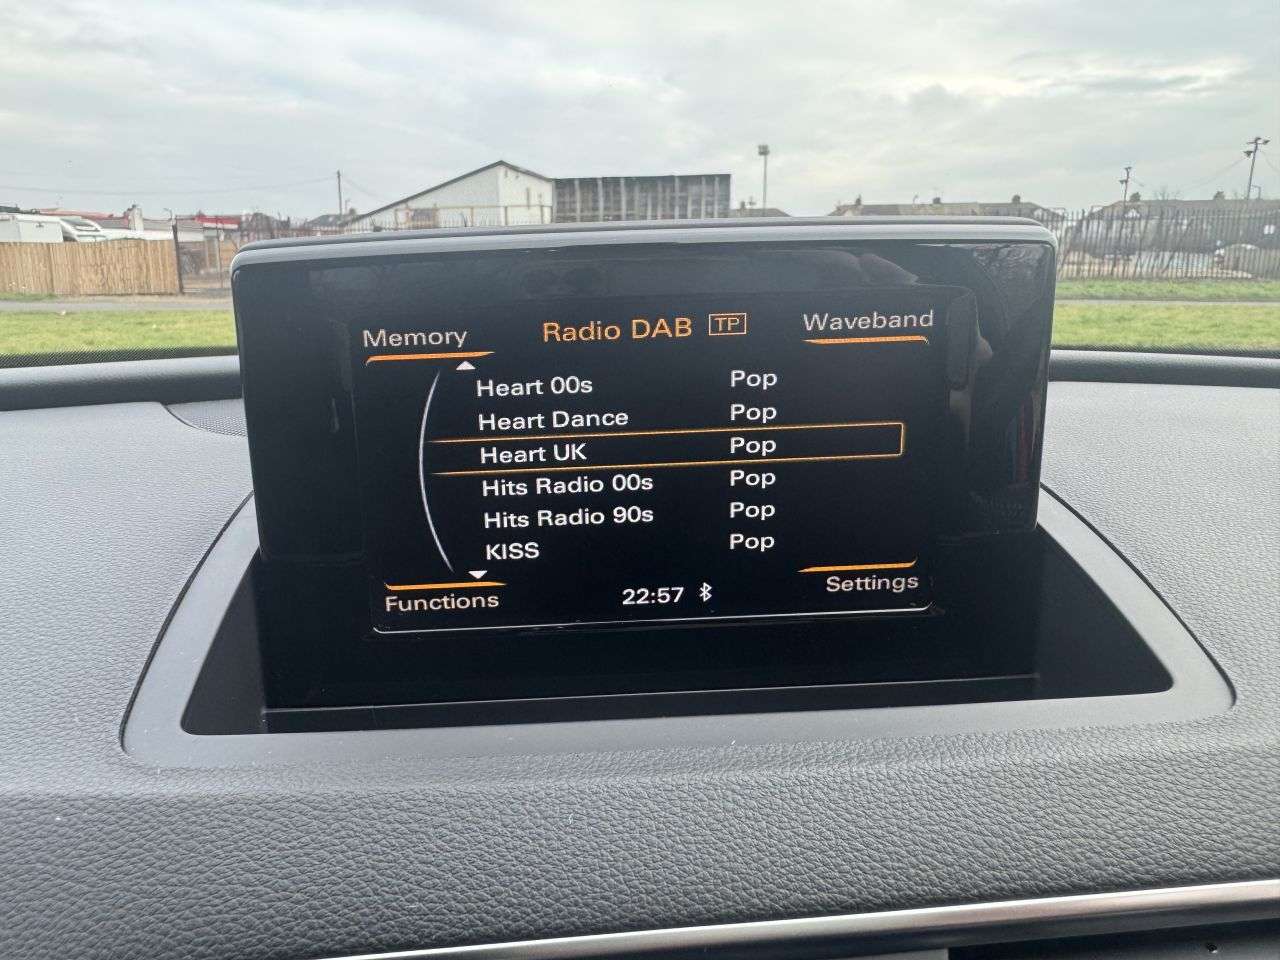 Memory Radio DAB TP Waveband
Heart 00s Pop
Heart Dance Pop
Heart UK Pop
Hits Radio 00s Pop
Hits Radio 90s Pop
KISS Pop
Functions 22:57 Settings